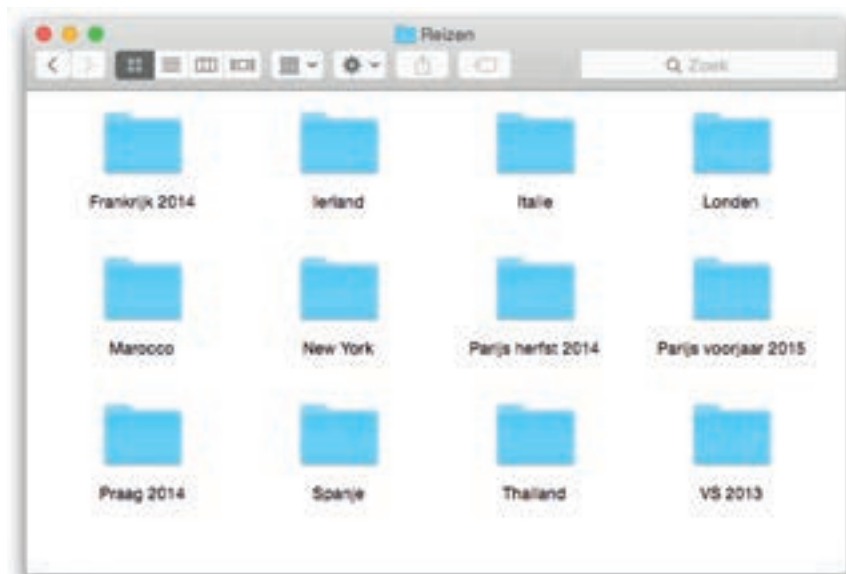 Reizen
Zoek
Frankrijk 2014 Ierland Italie Londen
Marocco New York Parijs herfst 2014 Parijs voorjaar 2015
Praag 2014 Spanje Thailand VS 2013